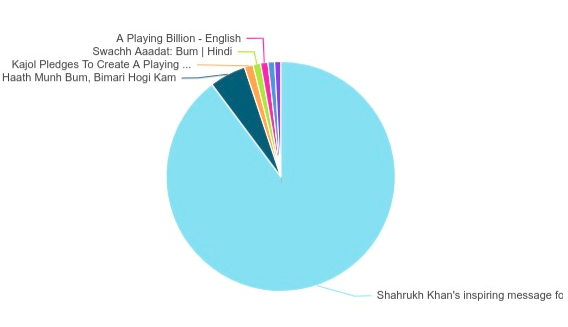 A Playing Billion - English
Swachh Aaadat: Bum | Hindi
Kajol Pledges To Create A Playing ...
Haath Munh Bum, Bimari Hogi Kam
Shahrukh Khan's inspiring message fo